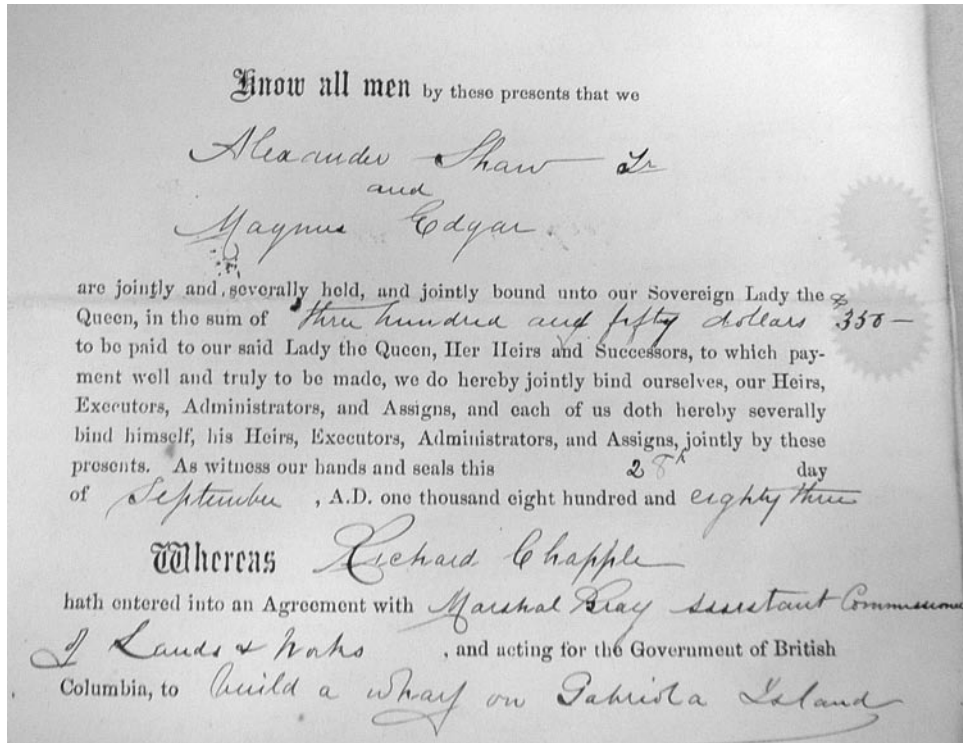 Know all men by these presents that we
Alexander Shaw Jr
and
Magnus Edgar.
are jointly and severally held, and jointly bound unto our Sovereign Lady the
Queen, in the sum of three hundred and fifty dollars $350—
to be paid to our said Lady the Queen, Her Heirs and Successors, to which pay-
ment well and truly to be made, we do hereby jointly bind ourselves, our Heirs,
Executors, Administrators, and Assigns, and each of us doth hereby severally
bind himself, his Heirs, Executors, Administrators, and Assigns, jointly by these
presents. As witness our hands and seals this 28th day
of September , A.D. one thousand eight hundred and eighty three
Whereas Richard Chapple
hath entered into an Agreement with Marshal Bray Assistant Commissione
of Lands & Works , and acting for the Government of British
Columbia, to build a wharf on Gabriola Island